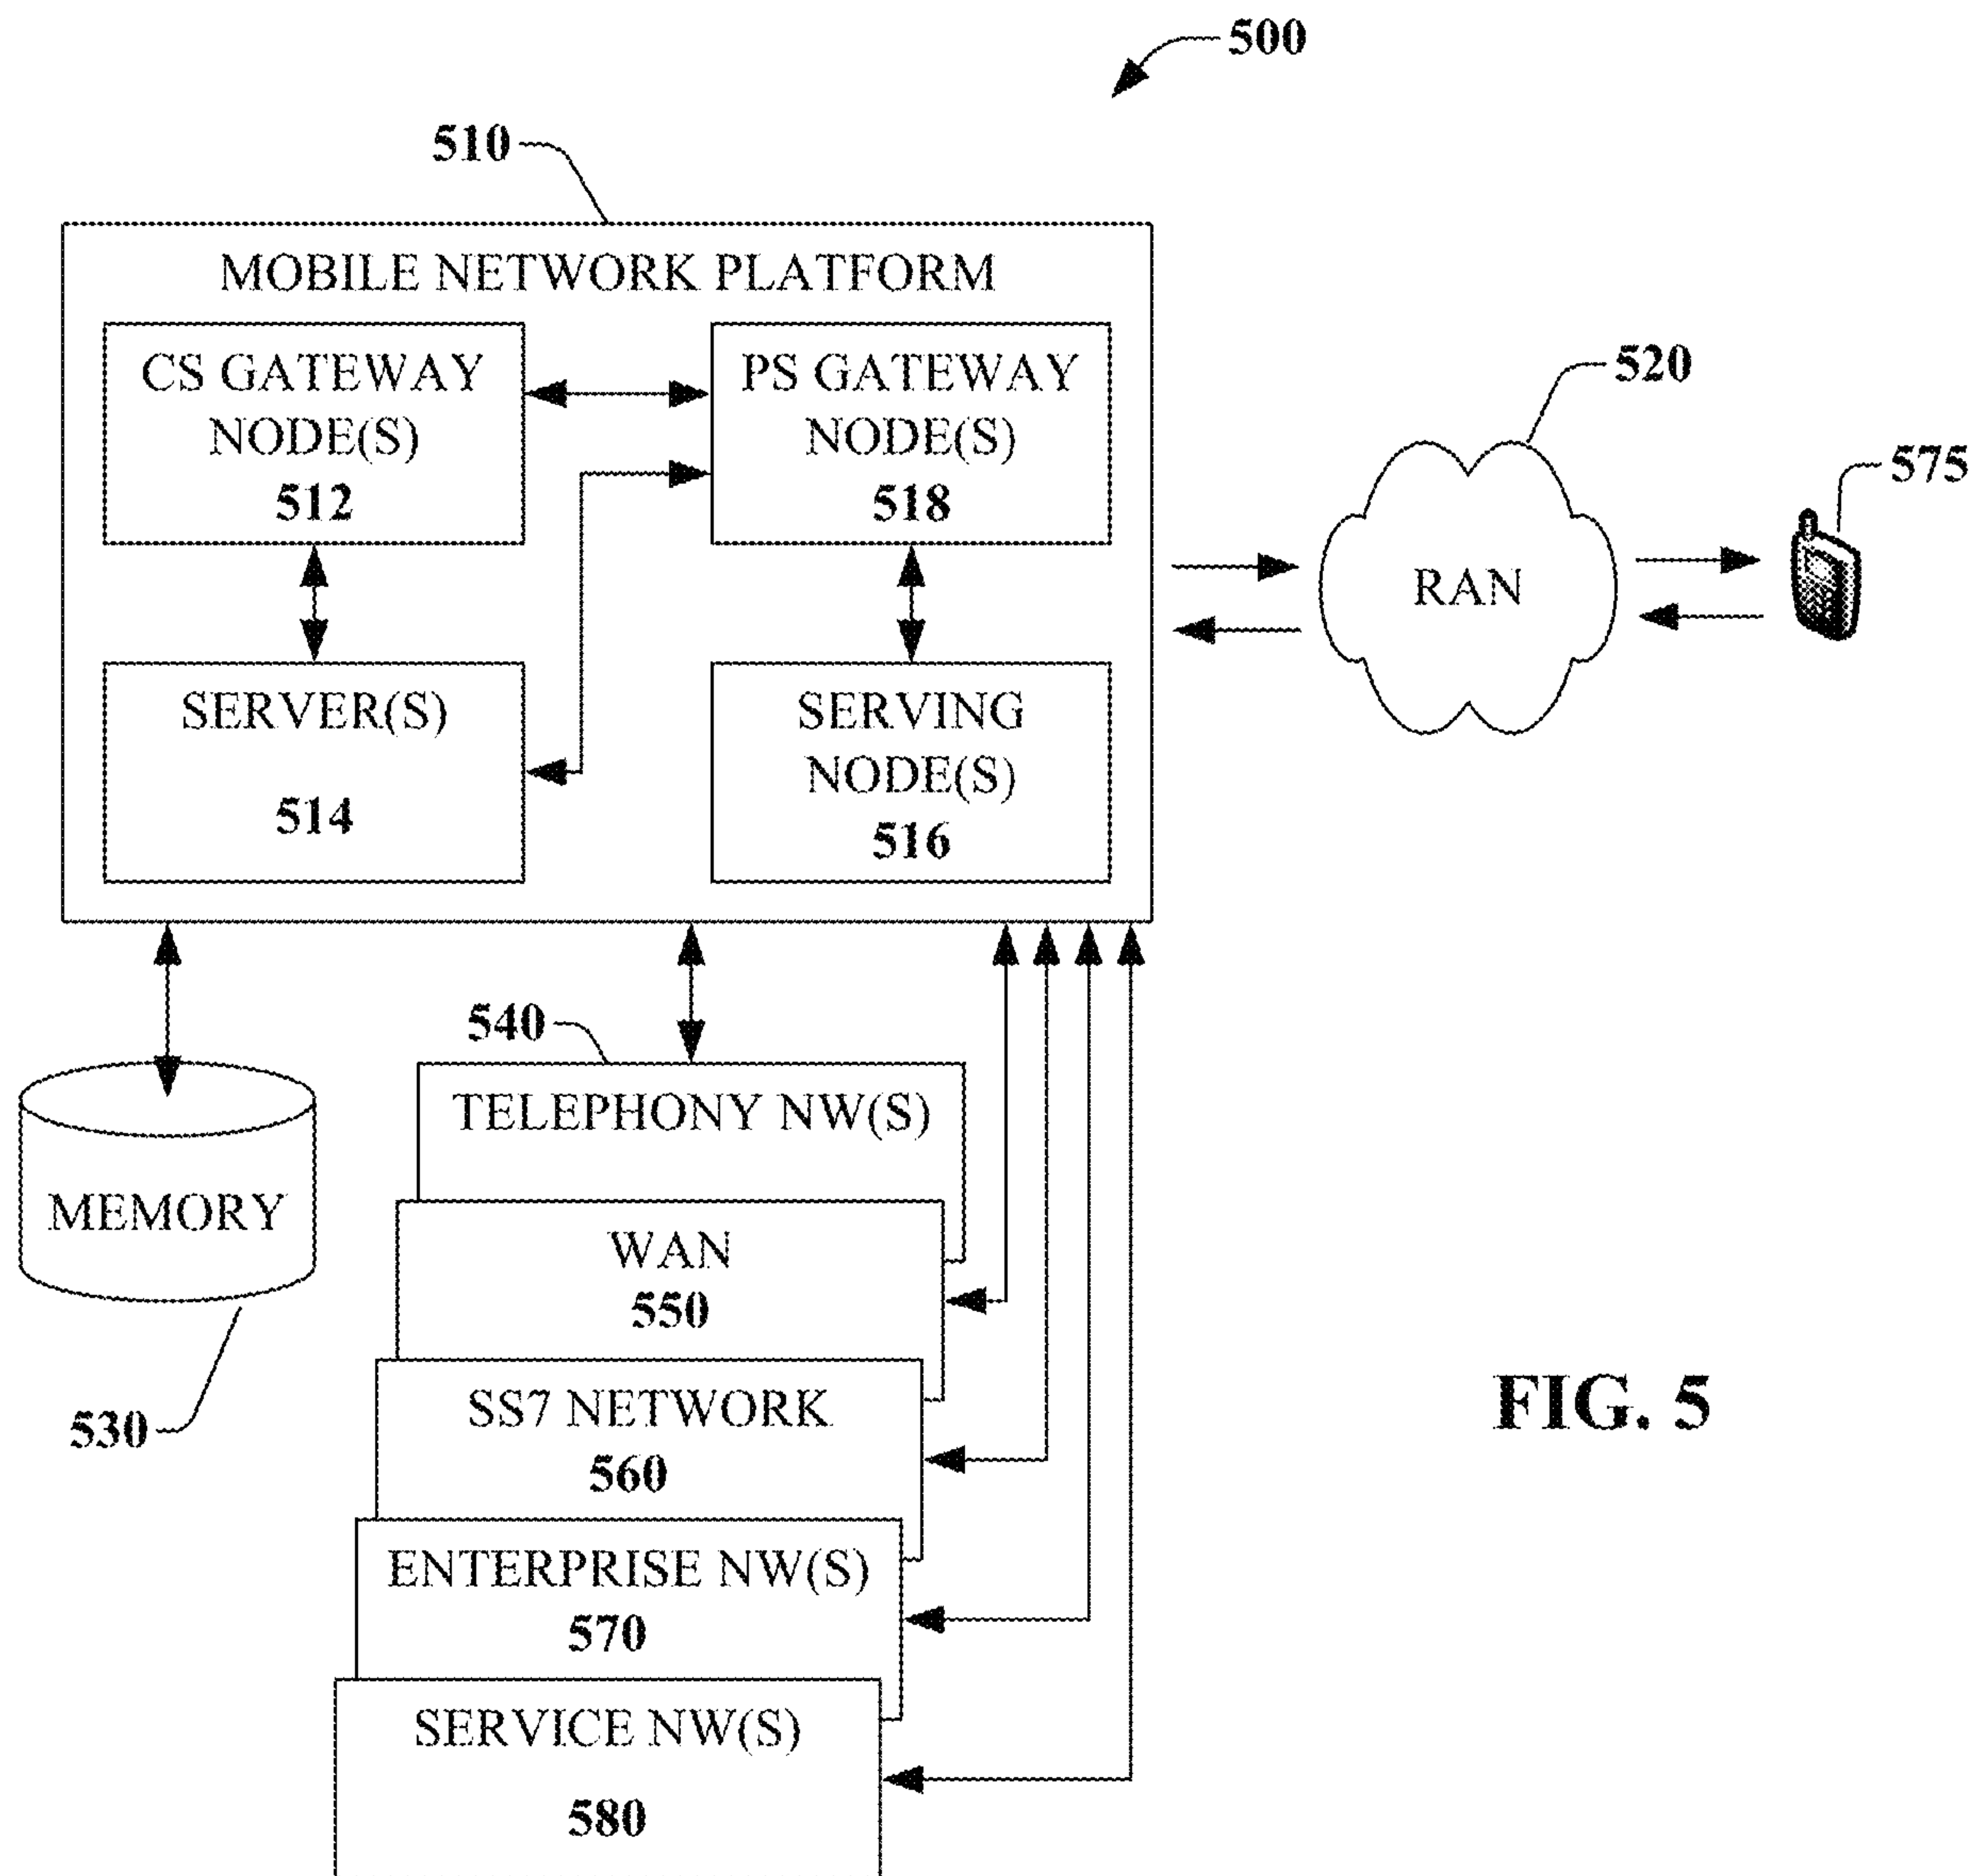 500
510
MOBILE NETWORK PLATFORM
CS GATEWAY
NODE(S)
512
PS GATEWAY
NODE(S)
518
SERVER(S)
514
SERVING
NODE(S)
516
520
RAN
575
540
TELEPHONY NW(S)
MEMORY
530
WAN
550
SS7 NETWORK
560
ENTERPRISE NW(S)
570
SERVICE NW(S)
580
FIG. 5